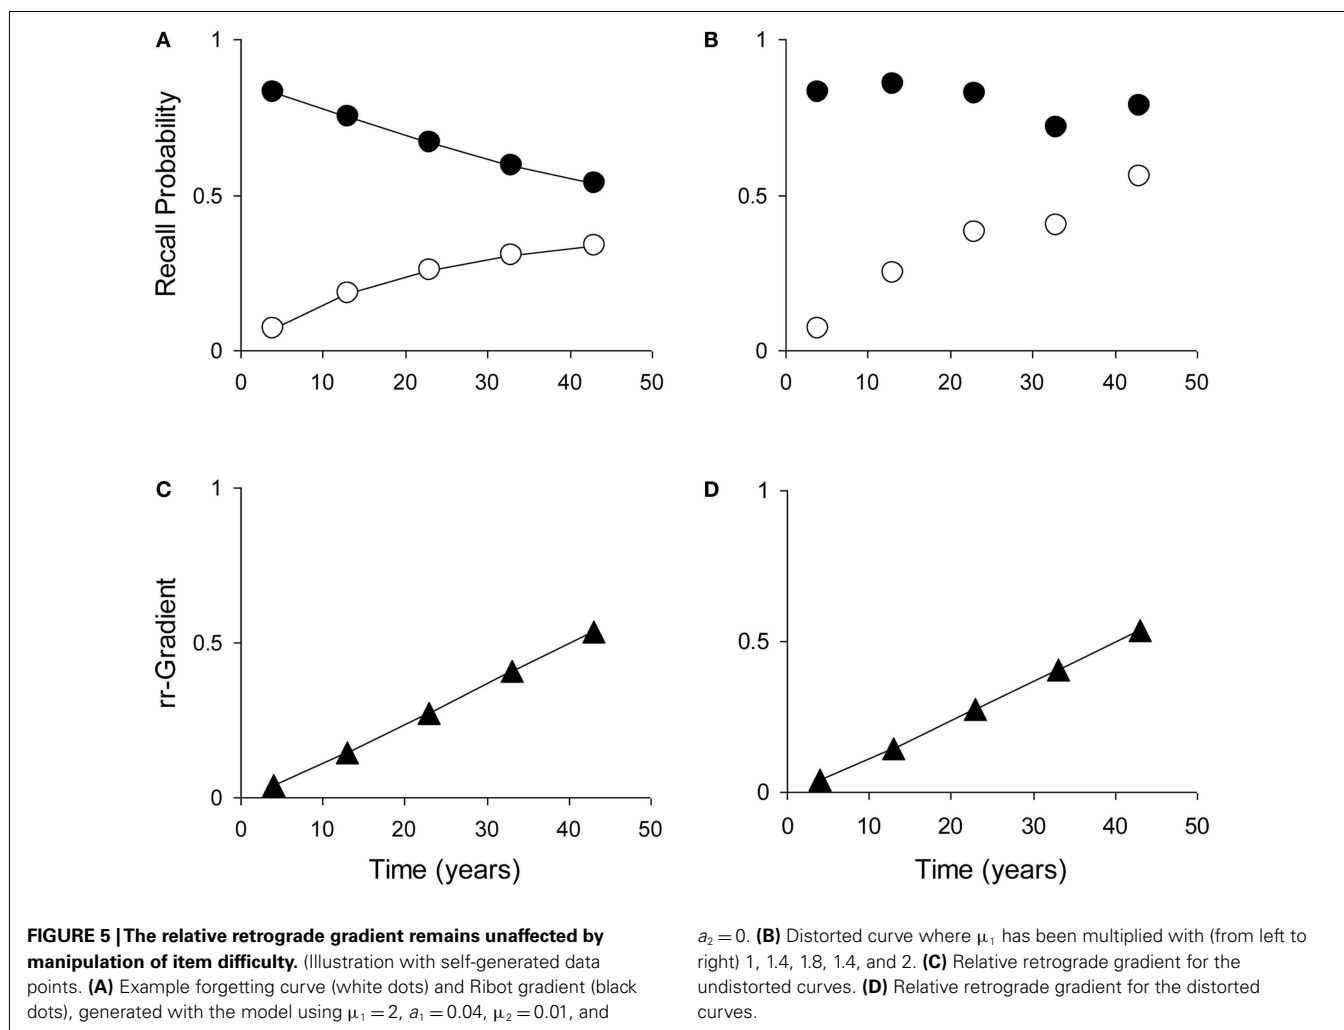 A
1
0.5
0
Recall Probability
0 10 20 30 40 50
B
1
0.5
0
0 10 20 30 40 50
C
1
0.5
0
rr-Gradient
0 10 20 30 40 50
Time (years)
D
1
0.5
0
0 10 20 30 40 50
Time (years)
FIGURE 5 | The relative retrograde gradient remains unaffected by
manipulation of item difficulty. (Illustration with self-generated data
points. (A) Example forgetting curve (white dots) and Ribot gradient (black
dots), generated with the model using μ₁ = 2, a₁ = 0.04, μ₂ = 0.01, and
a₂ = 0. (B) Distorted curve where μ₁ has been multiplied with (from left to
right) 1, 1.4, 1.8, 1.4, and 2. (C) Relative retrograde gradient for the
undistorted curves. (D) Relative retrograde gradient for the distorted
curves.